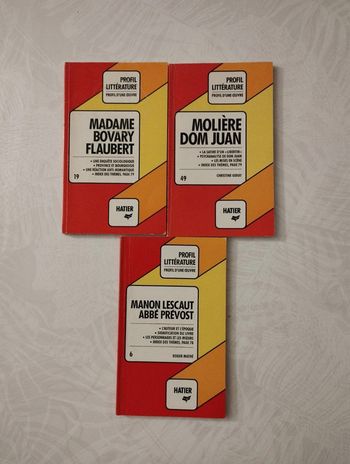 PROFIL
LITTÉRATURE
PROFIL D'UNE ŒUVRE
MADAME
BOVARY
FLAUBERT
• UNE ENQUÊTE SOCIOLOGIQUE
• PROVINCE ET BOURGEOISIE
• UNE RÉACTION ANTI-ROMANTIQUE
• INDEX DES THÈMES, PAGE 79
19
HATIER
PROFIL
LITTÉRATURE
PROFIL D'UNE ŒUVRE
MOLIÈRE
DOM JUAN
• LA SATIRE D'UN «LIBERTIN»
• PSYCHANALYSE DE DOM JUAN
• LES MISES EN SCÈNE
• INDEX DES THÈMES, PAGE 79
49
CHRISTINE GERAY
HATIER
PROFIL
LITTÉRATURE
PROFIL D'UNE ŒUVRE
MANON LESCAUT
ABBÉ PRÉVOST
• L'AUTEUR ET L'ÉPOQUE
• SIGNIFICATION DU LIVRE
• LES PERSONNAGES ET LES MŒURS
• INDEX DES THÈMES, PAGE 78
6
ROGER MATHÉ
HATIER